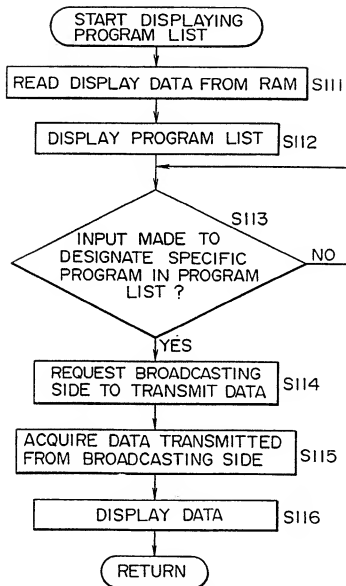 START DISPLAYING
PROGRAM LIST
READ DISPLAY DATA FROM RAM
S111
DISPLAY PROGRAM LIST
S112
S113
INPUT MADE TO
DESIGNATE SPECIFIC
PROGRAM IN PROGRAM
LIST ?
NO
YES
REQUEST BROADCASTING
SIDE TO TRANSMIT DATA
S114
ACQUIRE DATA TRANSMITTED
FROM BROADCASTING SIDE
S115
DISPLAY DATA
S116
RETURN